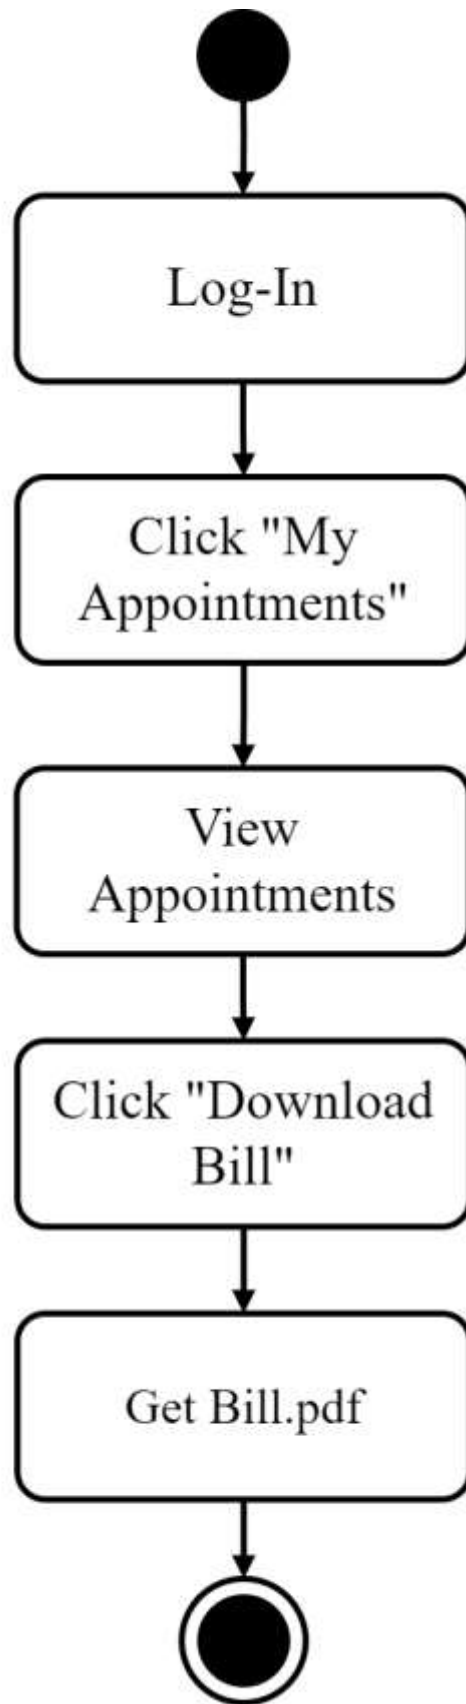 Log-In
Click "My
Appointments"
View
Appointments
Click "Download
Bill"
Get Bill.pdf